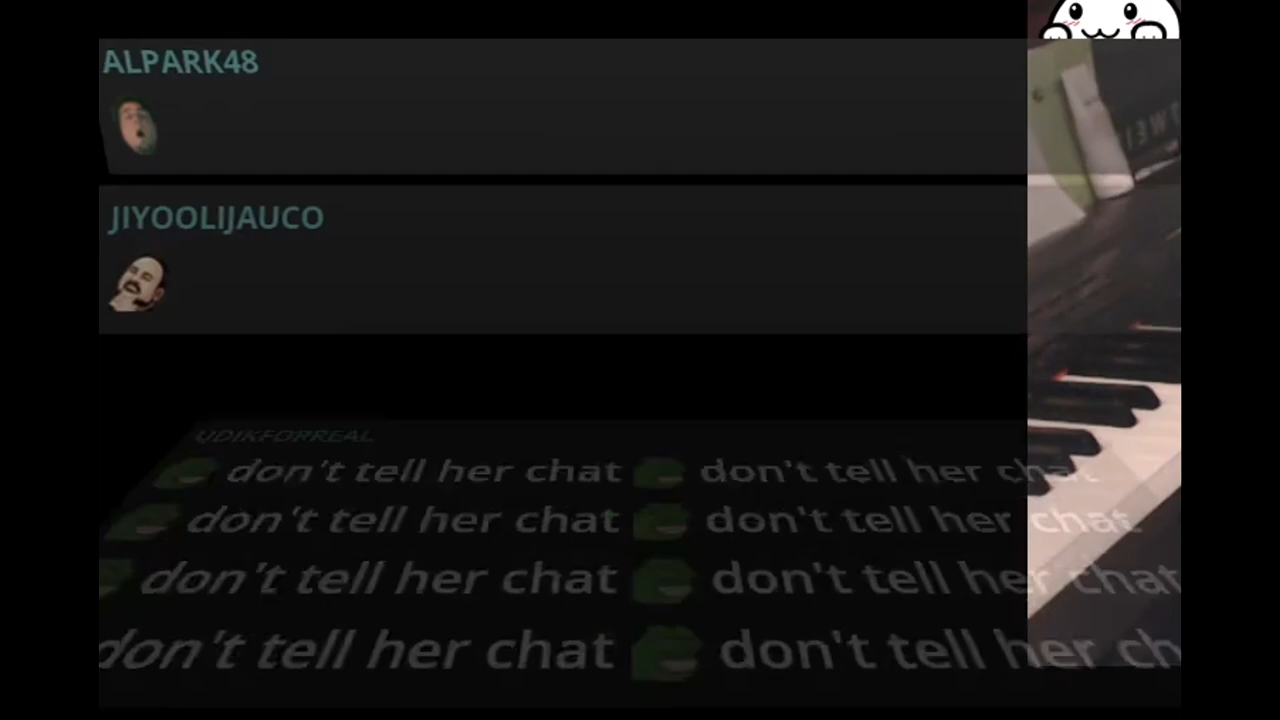 ALPARK48
JIYOOLIJAUCO
UDIKFORREAL
don't tell her chat don't tell her chat
don't tell her chat don't tell her chat
don't tell her chat don't tell her chat
don't tell her chat don't tell her ch